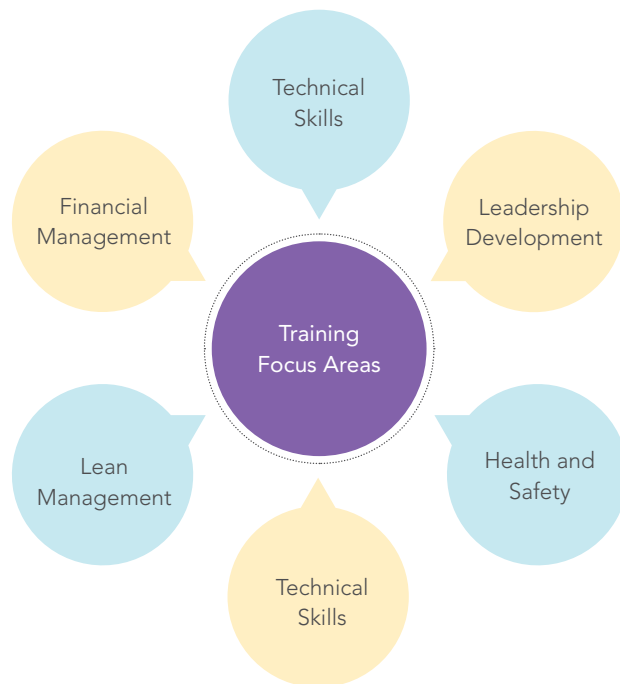 Technical
Skills
Financial
Management
Leadership
Development
Training
Focus Areas
Lean
Management
Health and
Safety
Technical
Skills